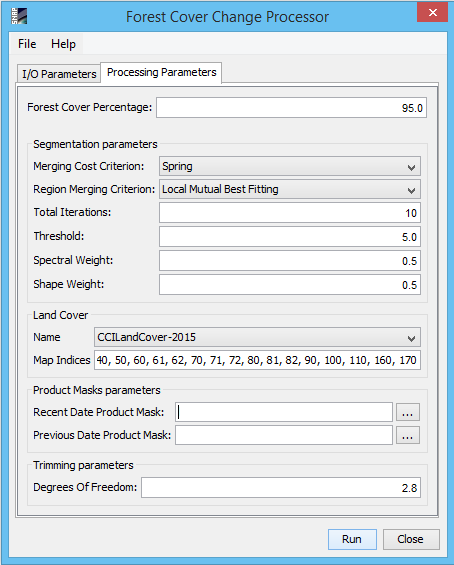 Forest Cover Change Processor
File Help
I/O Parameters Processing Parameters
Forest Cover Percentage: 95.0
Segmentation parameters
Merging Cost Criterion: Spring
Region Merging Criterion: Local Mutual Best Fitting
Total Iterations: 10
Threshold: 5.0
Spectral Weight: 0.5
Shape Weight: 0.5
Land Cover
Name CCILandCover-2015
Map Indices 40, 50, 60, 61, 62, 70, 71, 72, 80, 81, 82, 90, 100, 110, 160, 170
Product Masks parameters
Recent Date Product Mask: ...
Previous Date Product Mask: ...
Trimming parameters
Degrees Of Freedom: 2.8
Run Close